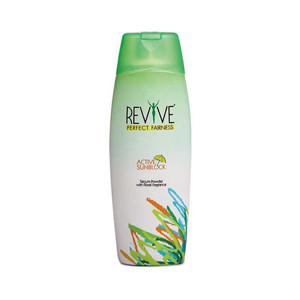 REVIVE
PERFECT FAIRNESS
ACTIVE
SUNBLOCK
Talcum Powder
with Floral Fragrance